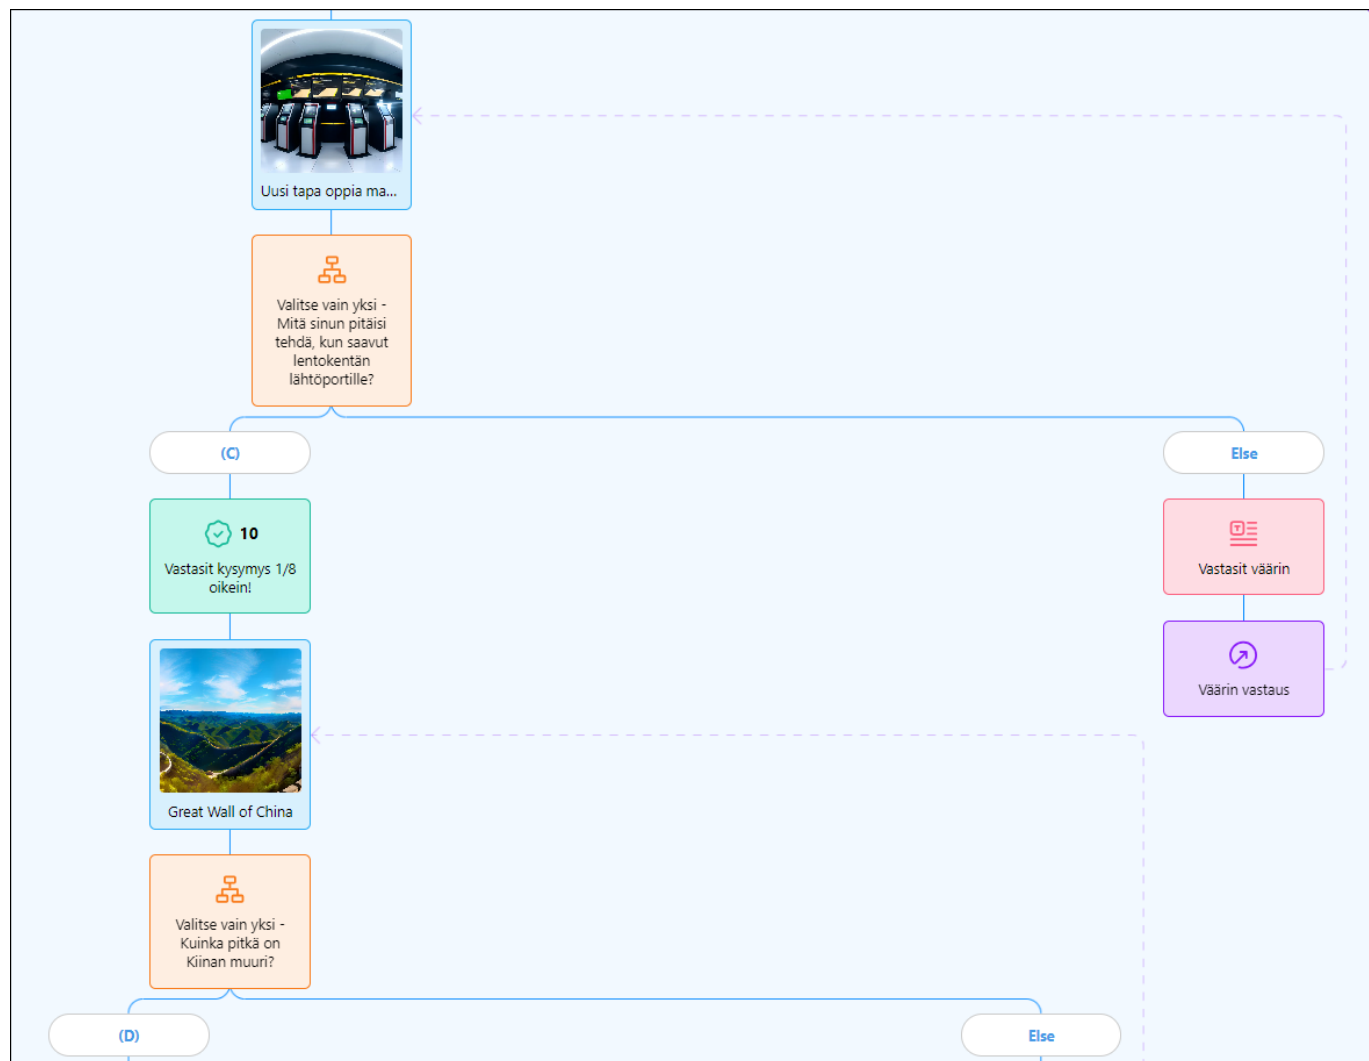 Uusi tapa oppia ma...
Valitse vain yksi -
Mitä sinun pitäisi
tehdä, kun saavut
lentokentän
lähtöportille?
(C)
Else
10
Vastasit kysymys 1/8
oikein!
Vastasit väärin
Väärin vastaus
Great Wall of China
Valitse vain yksi -
Kuinka pitkä on
Kiinan muuri?
(D)
Else